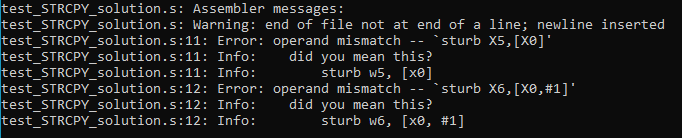 test_STRCPY_solution.s: Assembler messages:
test_STRCPY_solution.s: Warning: end of file not at end of a line; newline inserted
test_STRCPY_solution.s:11: Error: operand mismatch -- `sturb X5,[X0]'
test_STRCPY_solution.s:11: Info:    did you mean this?
test_STRCPY_solution.s:11: Info:        sturb w5, [x0]
test_STRCPY_solution.s:12: Error: operand mismatch -- `sturb X6,[X0,#1]'
test_STRCPY_solution.s:12: Info:    did you mean this?
test_STRCPY_solution.s:12: Info:        sturb w6, [x0, #1]